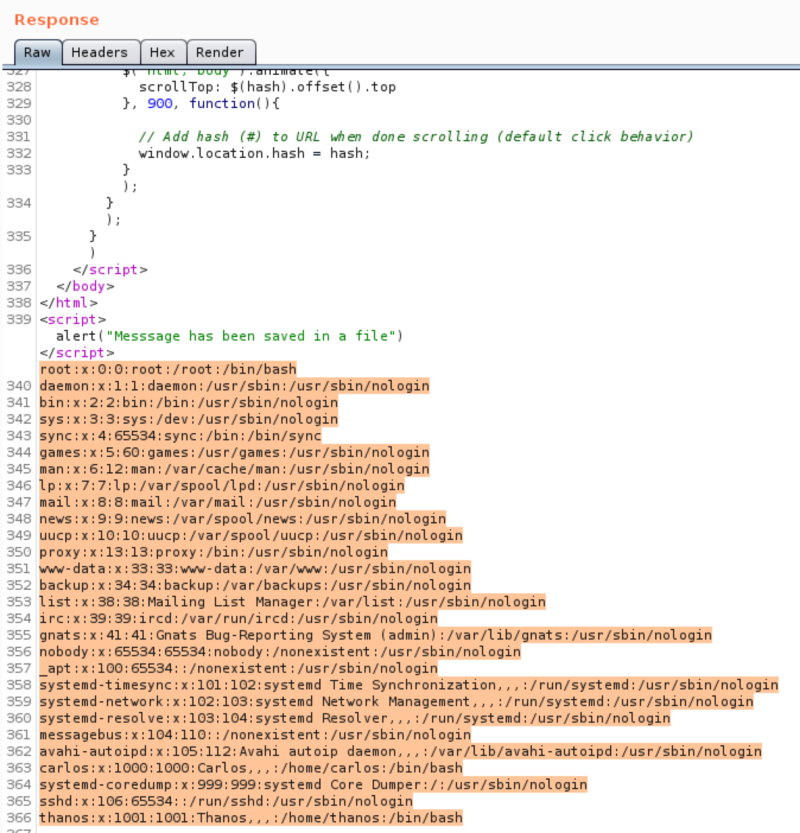 Response
Raw Headers Hex Render
327 $("html, body").animate({
328 scrollTop: $(hash).offset().top
329 }, 900, function(){
330
331 // Add hash (#) to URL when done scrolling (default click behavior)
332 window.location.hash = hash;
333 }
);
334 }
);
335 }
)
336 </script>
337 </body>
338 </html>
339 <script>
alert("Messsage has been saved in a file")
</script>
root:x:0:0:root:/root:/bin/bash
340 daemon:x:1:1:daemon:/usr/sbin:/usr/sbin/nologin
341 bin:x:2:2:bin:/bin:/usr/sbin/nologin
342 sys:x:3:3:sys:/dev:/usr/sbin/nologin
343 sync:x:4:65534:sync:/bin:/bin/sync
344 games:x:5:60:games:/usr/games:/usr/sbin/nologin
345 man:x:6:12:man:/var/cache/man:/usr/sbin/nologin
346 lp:x:7:7:lp:/var/spool/lpd:/usr/sbin/nologin
347 mail:x:8:8:mail:/var/mail:/usr/sbin/nologin
348 news:x:9:9:news:/var/spool/news:/usr/sbin/nologin
349 uucp:x:10:10:uucp:/var/spool/uucp:/usr/sbin/nologin
350 proxy:x:13:13:proxy:/bin:/usr/sbin/nologin
351 www-data:x:33:33:www-data:/var/www:/usr/sbin/nologin
352 backup:x:34:34:backup:/var/backups:/usr/sbin/nologin
353 list:x:38:38:Mailing List Manager:/var/list:/usr/sbin/nologin
354 irc:x:39:39:ircd:/var/run/ircd:/usr/sbin/nologin
355 gnats:x:41:41:Gnats Bug-Reporting System (admin):/var/lib/gnats:/usr/sbin/nologin
356 nobody:x:65534:65534:nobody:/nonexistent:/usr/sbin/nologin
357 _apt:x:100:65534::/nonexistent:/usr/sbin/nologin
358 systemd-timesync:x:101:102:systemd Time Synchronization,,,:/run/systemd:/usr/sbin/nologin
359 systemd-network:x:102:103:systemd Network Management,,,:/run/systemd:/usr/sbin/nologin
360 systemd-resolve:x:103:104:systemd Resolver,,,:/run/systemd:/usr/sbin/nologin
361 messagebus:x:104:110::/nonexistent:/usr/sbin/nologin
362 avahi-autoipd:x:105:112:Avahi autoip daemon,,,:/var/lib/avahi-autoipd:/usr/sbin/nologin
363 carlos:x:1000:1000:Carlos,,,:/home/carlos:/bin/bash
364 systemd-coredump:x:999:999:systemd Core Dumper:/:/usr/sbin/nologin
365 sshd:x:106:65534::/run/sshd:/usr/sbin/nologin
366 thanos:x:1001:1001:Thanos,,,:/home/thanos:/bin/bash